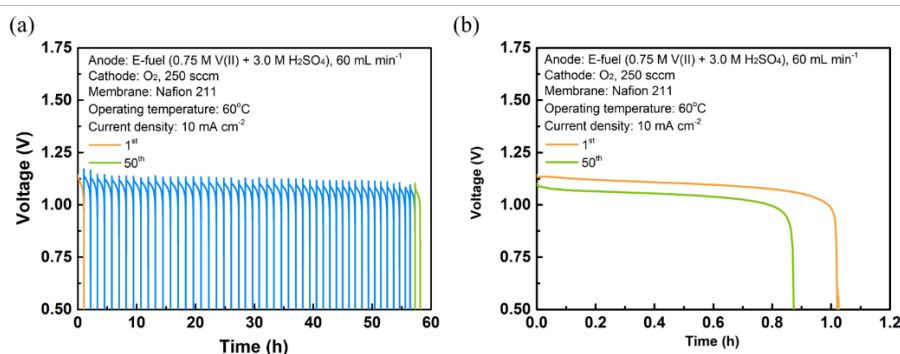 (a)
1.75
1.50
1.25
1.00
0.75
0.50
Voltage (V)
Anode: E-fuel (0.75 M V(II) + 3.0 M H₂SO₄), 60 mL min⁻¹
Cathode: O₂, 250 sccm
Membrane: Nafion 211
Operating temperature: 60°C
Current density: 10 mA cm⁻²
1ˢᵗ
50ᵗʰ
0 10 20 30 40 50 60
Time (h)
(b)
1.75
1.50
1.25
1.00
0.75
0.50
Voltage (V)
Anode: E-fuel (0.75 M V(II) + 3.0 M H₂SO₄), 60 mL min⁻¹
Cathode: O₂, 250 sccm
Membrane: Nafion 211
Operating temperature: 60°C
Current density: 10 mA cm⁻²
1ˢᵗ
50ᵗʰ
0.0 0.2 0.4 0.6 0.8 1.0 1.2
Time (h)